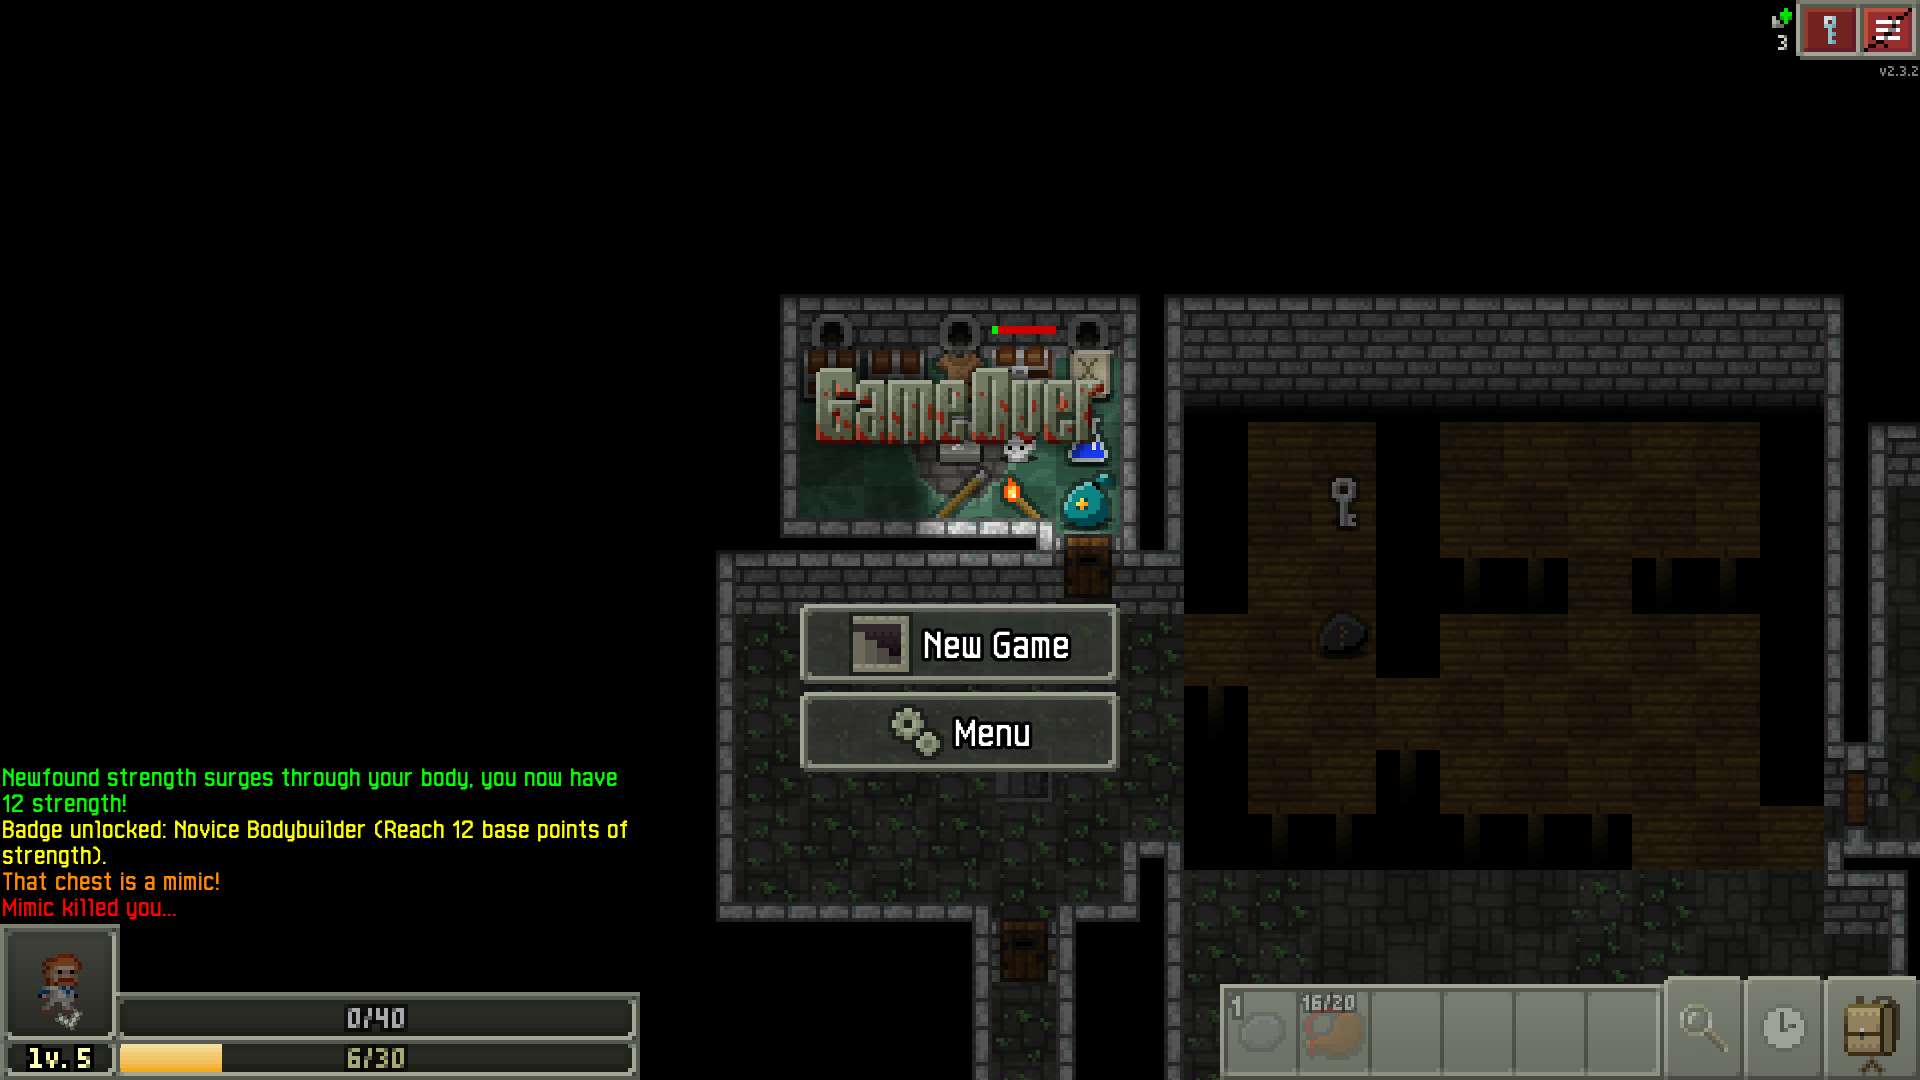 3
v2.3.2
Game Over
New Game
Menu
Newfound strength surges through your body, you now have
12 strength!
Badge unlocked: Novice Bodybuilder (Reach 12 base points of
strength).
That chest is a mimic!
Mimic killed you...
0/40
lv. 5
6/30
1
16/20